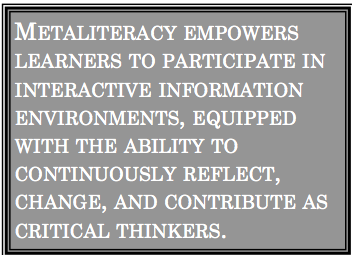 METALITERACY EMPOWERS
LEARNERS TO PARTICIPATE IN
INTERACTIVE INFORMATION
ENVIRONMENTS, EQUIPPED
WITH THE ABILITY TO
CONTINUOUSLY REFLECT,
CHANGE, AND CONTRIBUTE AS
CRITICAL THINKERS.